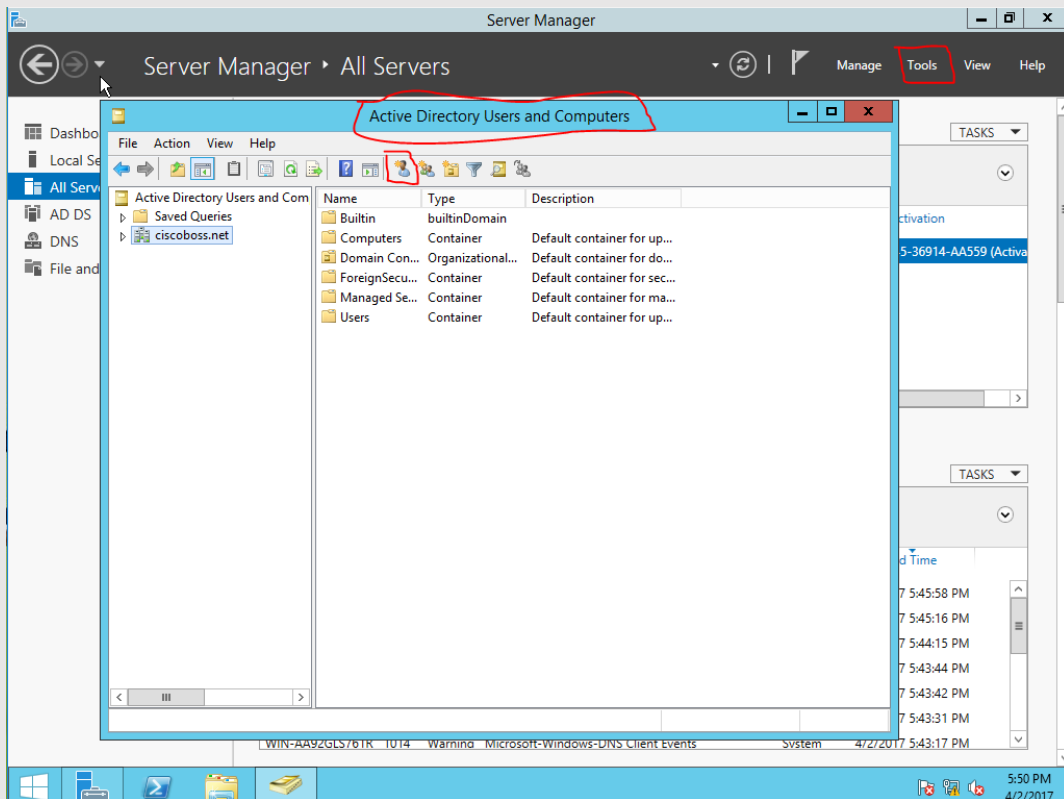 Server Manager
Server Manager • All Servers
Manage Tools View Help
Dashbo
Local Se
All Serv
AD DS
DNS
File and
TASKS
ctivation
5-36914-AA559 (Activa
Active Directory Users and Computers
File Action View Help
Active Directory Users and Com
Saved Queries
ciscoboss.net
Name Type Description
Builtin builtinDomain
Computers Container Default container for up...
Domain Con... Organizational... Default container for do...
ForeignSecu... Container Default container for sec...
Managed Se... Container Default container for ma...
Users Container Default container for up...
TASKS
d Time
7 5:45:58 PM
7 5:45:16 PM
7 5:44:15 PM
7 5:43:44 PM
7 5:43:42 PM
7 5:43:31 PM
WIN-AA92GLS761R 1014 Warning Microsoft-Windows-DNS Client Events System 4/2/2017 5:43:17 PM
5:50 PM
4/2/2017